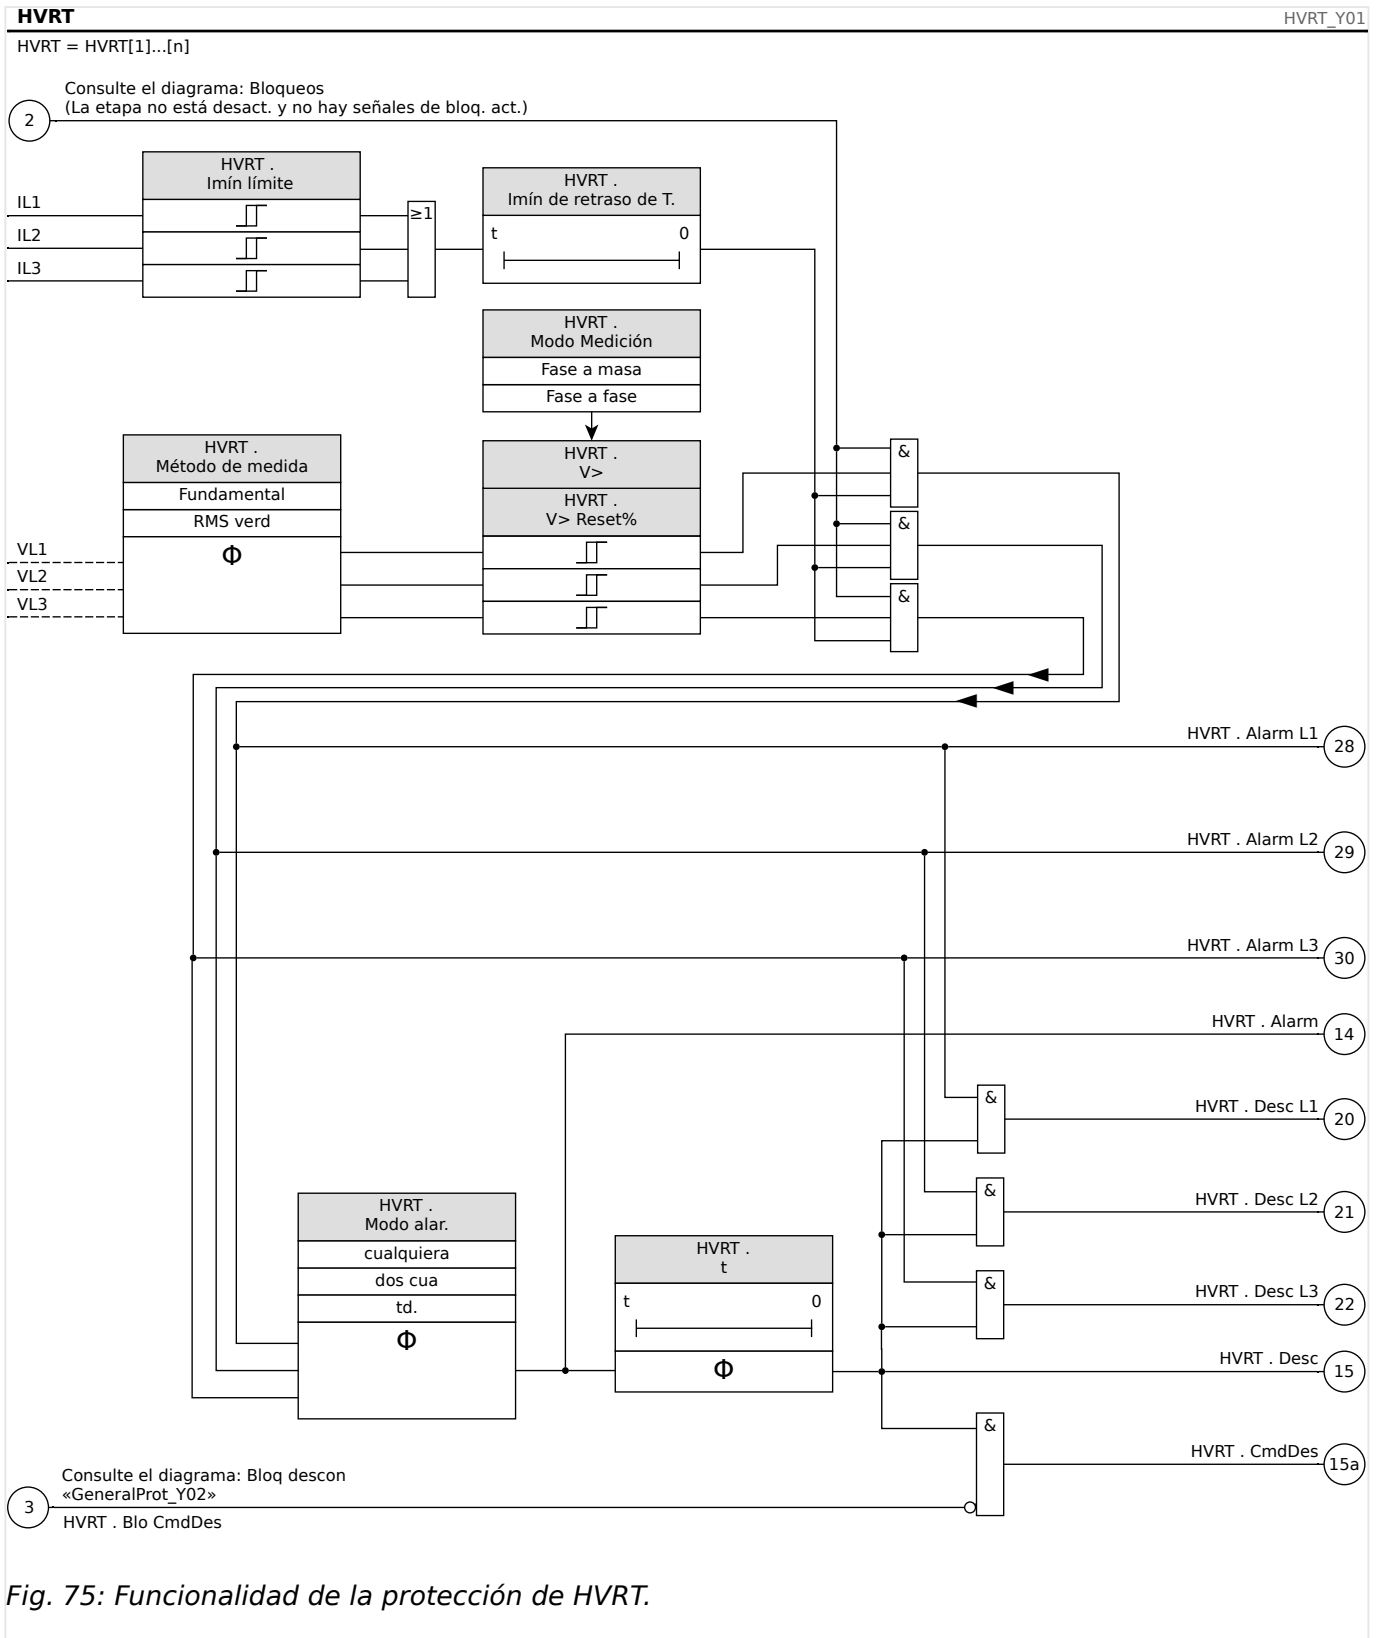 HVRT
HVRT_Y01
HVRT = HVRT[1]...[n]
Consulte el diagrama: Bloqueos
(La etapa no está desact. y no hay señales de bloq. act.)
2
HVRT .
Imín límite
IL1
IL2
IL3
≥1
HVRT .
Imín de retraso de T.
t 0
HVRT .
Modo Medición
Fase a masa
Fase a fase
HVRT .
Método de medida
Fundamental
RMS verd
Φ
VL1
VL2
VL3
HVRT .
V>
HVRT .
V> Reset%
&
&
&
HVRT . Alarm L1
28
HVRT . Alarm L2
29
HVRT . Alarm L3
30
HVRT . Alarm
14
&
HVRT . Desc L1
20
&
HVRT . Desc L2
21
&
HVRT . Desc L3
22
HVRT .
Modo alar.
cualquiera
dos cua
td.
Φ
HVRT .
t
t 0
Φ
HVRT . Desc
15
&
HVRT . CmdDes
15a
Consulte el diagrama: Bloq descon
«GeneralProt_Y02»
3
HVRT . Blo CmdDes
Fig. 75: Funcionalidad de la protección de HVRT.